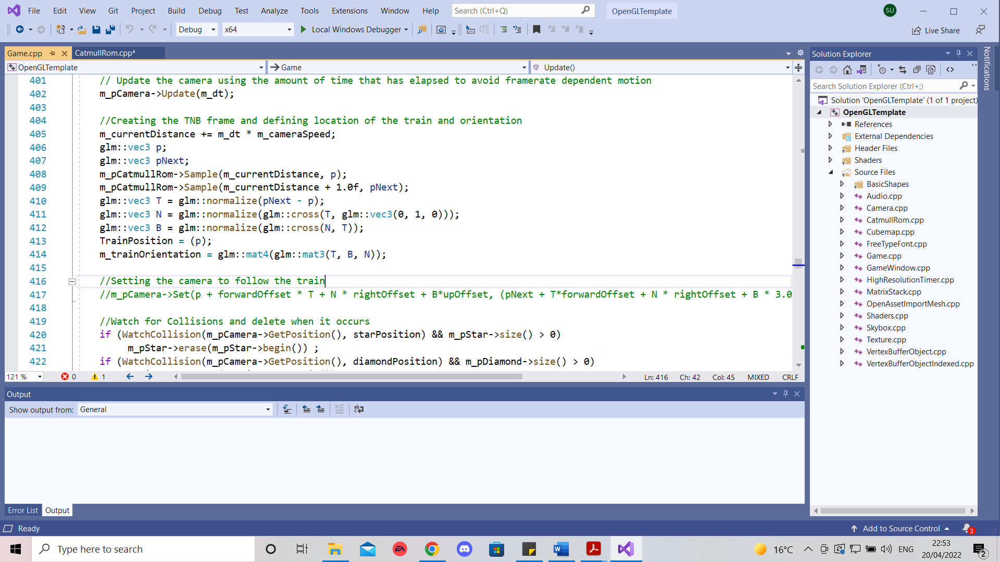 File Edit View Git Project Build Debug Test Analyze Tools Extensions Window Help Search (Ctrl+Q) OpenGLTemplate SU
Debug x64 Local Windows Debugger Live Share
Game.cpp CatmullRom.cpp*
OpenGLTemplate Game Update()
401 // Update the camera using the amount of time that has elapsed to avoid framerate dependent motion
402 m_pCamera->Update(m_dt);
403
404 //Creating the TNB frame and defining location of the train and orientation
405 m_currentDistance += m_dt * m_cameraSpeed;
406 glm::vec3 p;
407 glm::vec3 pNext;
408 m_pCatmullRom->Sample(m_currentDistance, p);
409 m_pCatmullRom->Sample(m_currentDistance + 1.0f, pNext);
410 glm::vec3 T = glm::normalize(pNext - p);
411 glm::vec3 N = glm::normalize(glm::cross(T, glm::vec3(0, 1, 0)));
412 glm::vec3 B = glm::normalize(glm::cross(N, T));
413 TrainPosition = (p);
414 m_trainOrientation = glm::mat4(glm::mat3(T, B, N));
415
416 //Setting the camera to follow the train
417 //m_pCamera->Set(p + forwardOffset * T + N * rightOffset + B*upOffset, (pNext + T*forwardOffset + N * rightOffset + B * 3.0
418
419 //Watch for Collisions and delete when it occurs
420 if (WatchCollision(m_pCamera->GetPosition(), starPosition) && m_pStar->size() > 0)
421 m_pStar->erase(m_pStar->begin()) ;
422 if (WatchCollision(m_pCamera->GetPosition(), diamondPosition) && m_pDiamond->size() > 0)
121 % 0 1 Ln: 416 Ch: 42 Col: 45 MIXED CRLF
Output
Show output from: General
Error List Output
Solution Explorer
Search Solution Explorer (Ctrl+;)
Solution 'OpenGLTemplate' (1 of 1 project)
OpenGLTemplate
References
External Dependencies
Header Files
Shaders
Source Files
BasicShapes
Audio.cpp
Camera.cpp
CatmullRom.cpp
Cubemap.cpp
FreeTypeFont.cpp
Game.cpp
GameWindow.cpp
HighResolutionTimer.cpp
MatrixStack.cpp
OpenAssetImportMesh.cpp
Shaders.cpp
Skybox.cpp
Texture.cpp
VertexBufferObject.cpp
VertexBufferObjectIndexed.cpp
Notifications
Ready Add to Source Control 3
Type here to search EA 16°C ENG 22:53 20/04/2022 2